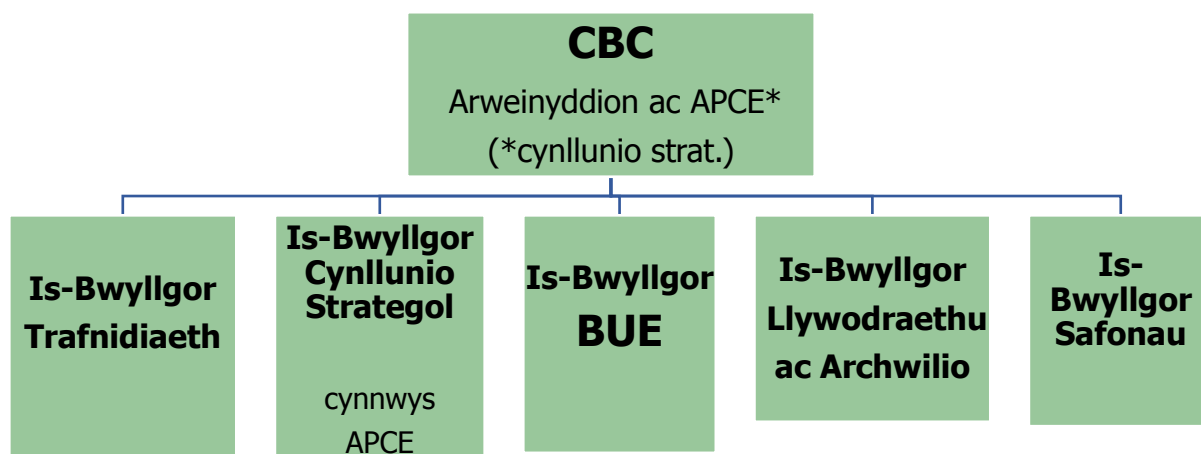 CBC
Arweinyddion ac APCE*
(*cynllunio strat.)
Is-Bwyllgor
Trafnidiaeth
Is-Bwyllgor
Cynllunio
Strategol
cynnwys
APCE
Is-Bwyllgor
BUE
Is-Bwyllgor
Llywodraethu
ac Archwilio
Is-
Bwyllgor
Safonau